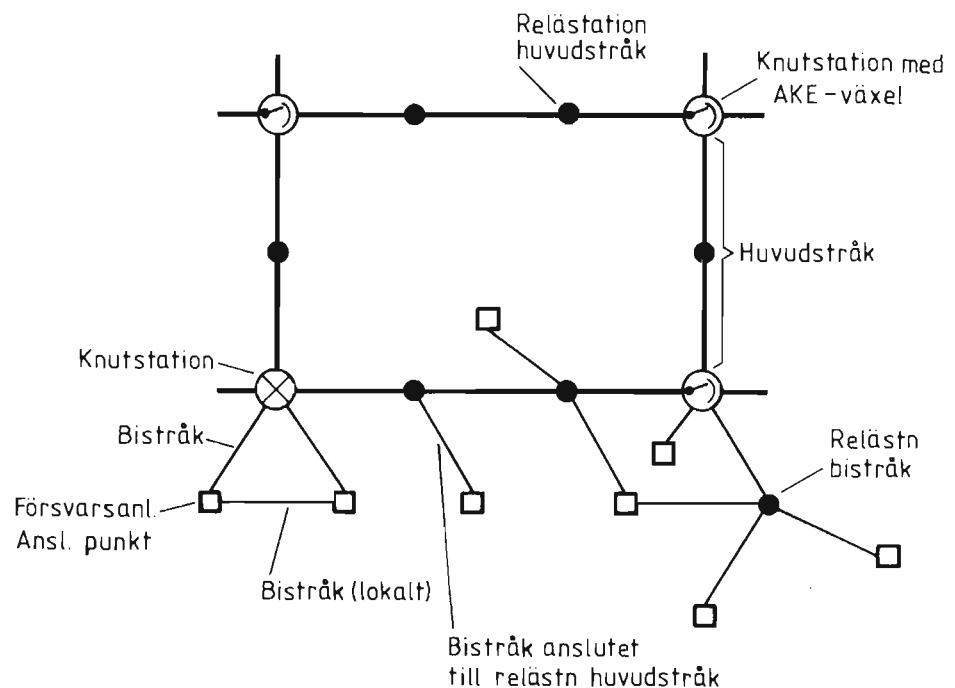 Relästation
huvudstråk
Knutstation med
AKE-växel
Huvudstråk
Knutstation
Bistråk
Relästn
bistråk
Försvarsanl.
Ansl. punkt
Bistråk (lokalt)
Bistråk anslutet
till relästn huvudstråk